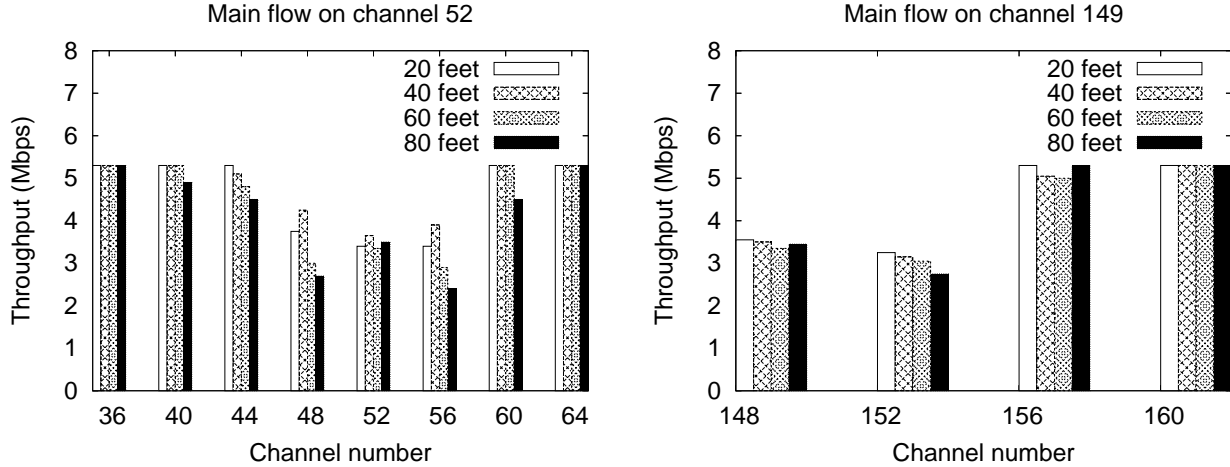 Main flow on channel 52
8
7
6
5
4
3
2
1
0
Throughput (Mbps)
20 feet
40 feet
60 feet
80 feet
36 40 44 48 52 56 60 64
Channel number
Main flow on channel 149
8
7
6
5
4
3
2
1
0
Throughput (Mbps)
20 feet
40 feet
60 feet
80 feet
148 152 156 160
Channel number